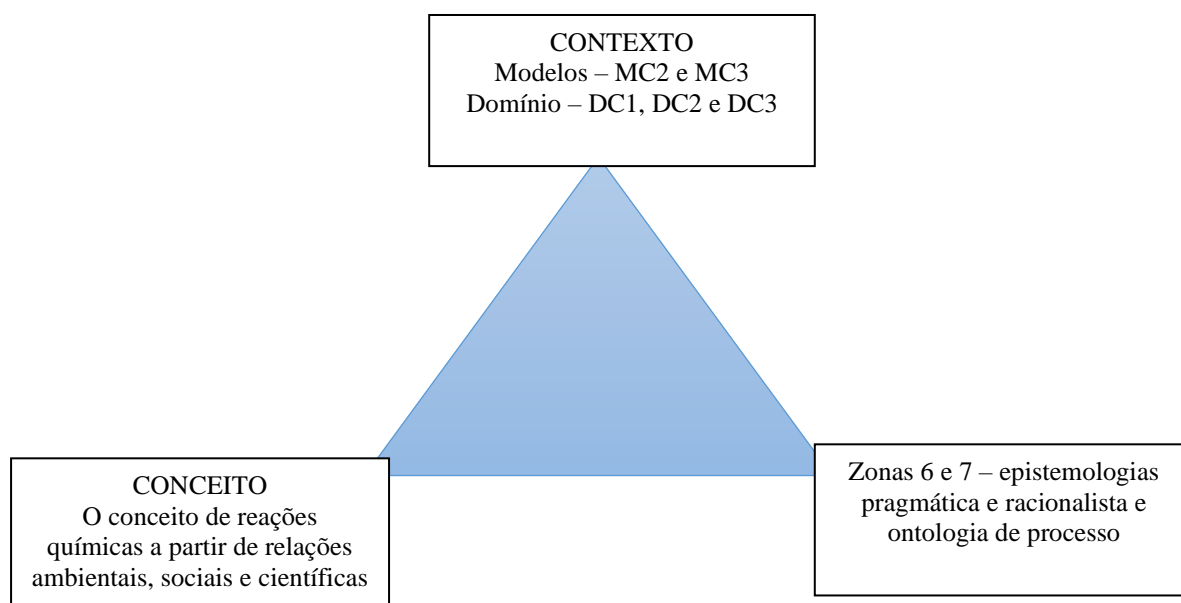 CONTEXTO
Modelos – MC2 e MC3
Domínio – DC1, DC2 e DC3
CONCEITO
O conceito de reações
químicas a partir de relações
ambientais, sociais e científicas
Zonas 6 e 7 – epistemologias
pragmática e racionalista e
ontologia de processo